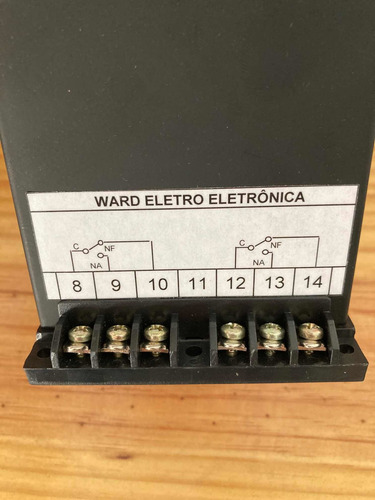 WARD ELETRO ELETRÔNICA
C NF C NF
NA NA
8 9 10 11 12 13 14